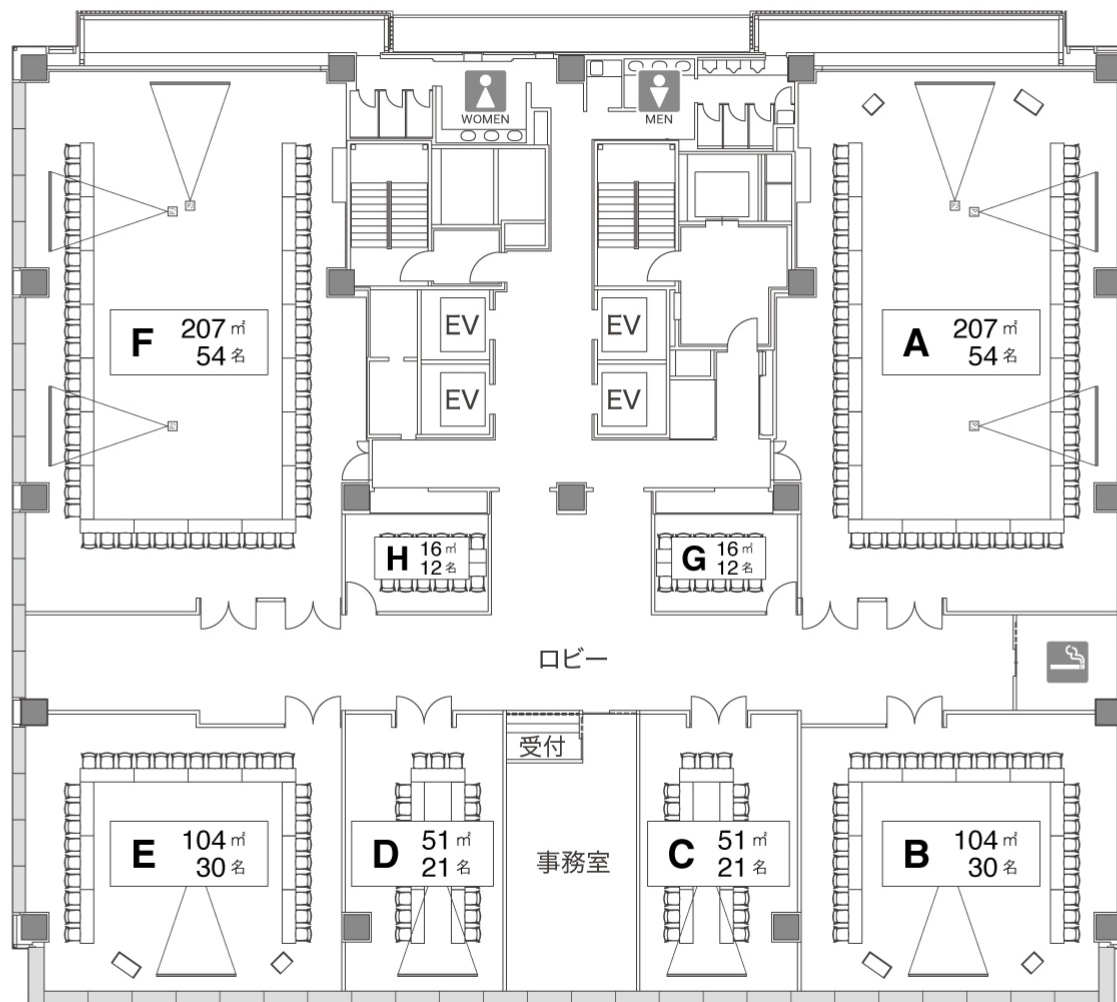 WOMEN
MEN
F 207㎡
54名
A 207㎡
54名
EV
EV
EV
EV
H 16㎡
12名
G 16㎡
12名
ロビー
受付
E 104㎡
30名
D 51㎡
21名
事務室
C 51㎡
21名
B 104㎡
30名